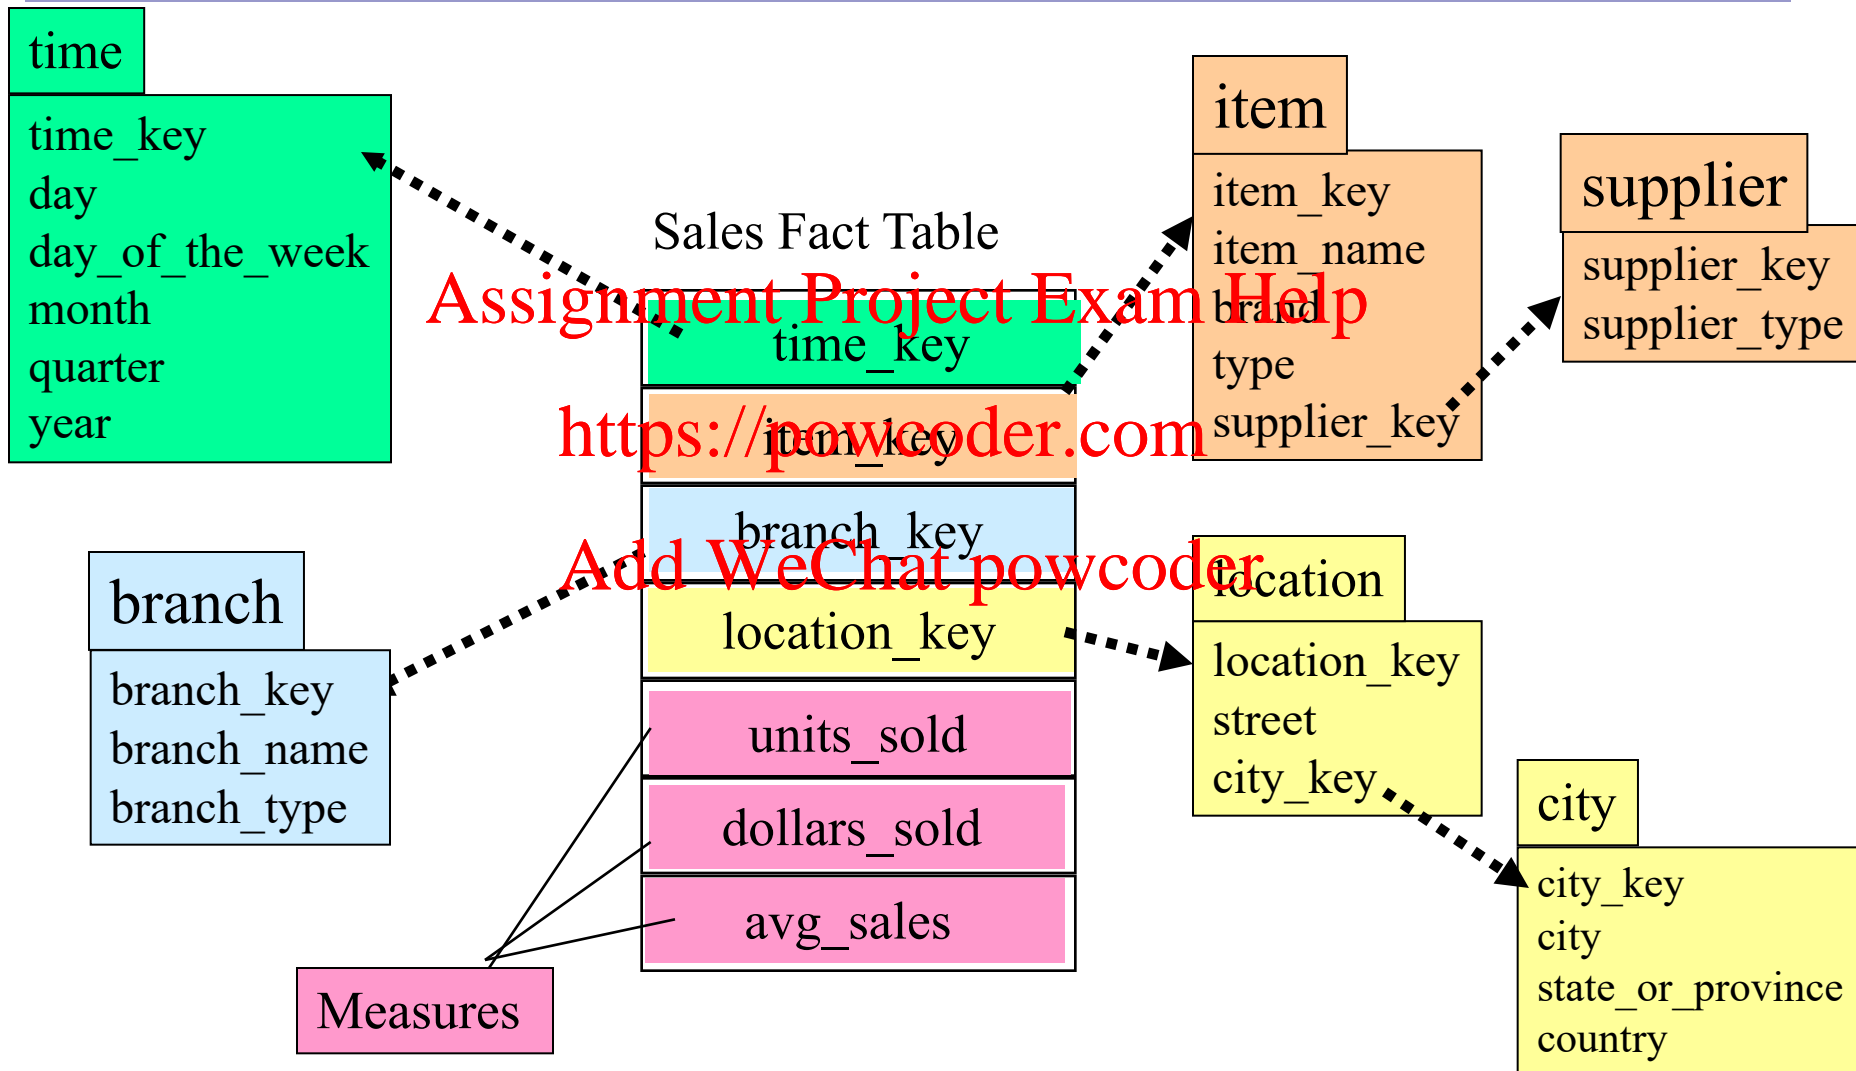 time
time_key
day
day_of_the_week
month
quarter
year
Sales Fact Table
Assignment Project Exam Help
time_key
https://powcoder.com
item_key
branch_key
Add WeChat powcoder
location_key
units_sold
dollars_sold
avg_sales
Measures
branch
branch_key
branch_name
branch_type
item
item_key
item_name
brand
type
supplier_key
supplier
supplier_key
supplier_type
location
location_key
street
city_key
city
city_key
city
state_or_province
country